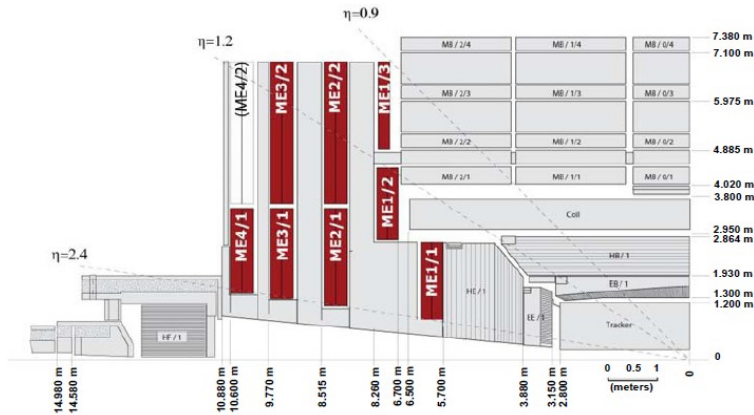 η=0.9
η=1.2
MB / 2/4
MB / 1/4
MB / 0/4
7.380 m
7.100 m
(ME4/2)
ME3/2
ME2/2
ME1/3
MB / 2/3
MB / 1/3
MB / 0/3
5.975 m
MB / 2/2
MB / 1/2
MB / 0/2
4.885 m
ME1/2
MB / 2/1
MB / 1/1
MB / 0/1
4.020 m
3.800 m
Coil
ME4/1
ME3/1
ME2/1
2.950 m
2.864 m
η=2.4
ME1/1
HB / 1
1.930 m
HE / 1
EB / 1
1.300 m
1.200 m
EE / 1
Tracker
HF / 1
0
0 0.5 1
(meters)
14.980 m
14.580 m
10.880 m
10.600 m
9.770 m
8.515 m
8.260 m
6.700 m
6.500 m
5.700 m
3.880 m
3.150 m
2.800 m
0